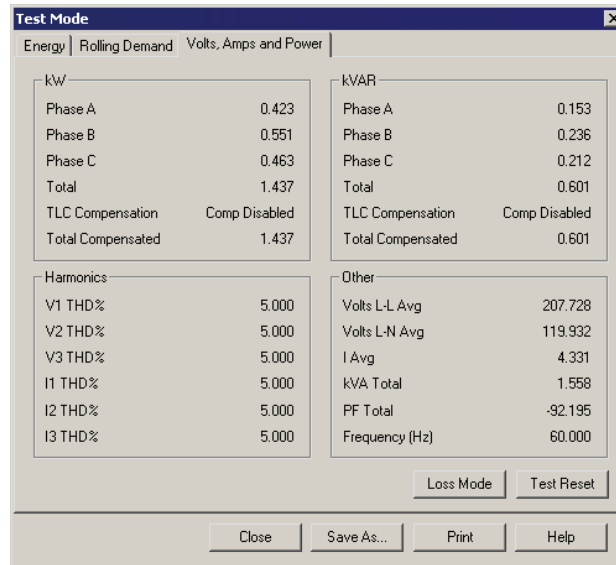 Test Mode
Energy Rolling Demand Volts, Amps and Power
kW
Phase A 0.423
Phase B 0.551
Phase C 0.463
Total 1.437
TLC Compensation Comp Disabled
Total Compensated 1.437
kVAR
Phase A 0.153
Phase B 0.236
Phase C 0.212
Total 0.601
TLC Compensation Comp Disabled
Total Compensated 0.601
Harmonics
V1 THD% 5.000
V2 THD% 5.000
V3 THD% 5.000
I1 THD% 5.000
I2 THD% 5.000
I3 THD% 5.000
Other
Volts L-L Avg 207.728
Volts L-N Avg 119.932
I Avg 4.331
kVA Total 1.558
PF Total -92.195
Frequency (Hz) 60.000
Loss Mode Test Reset
Close Save As... Print Help